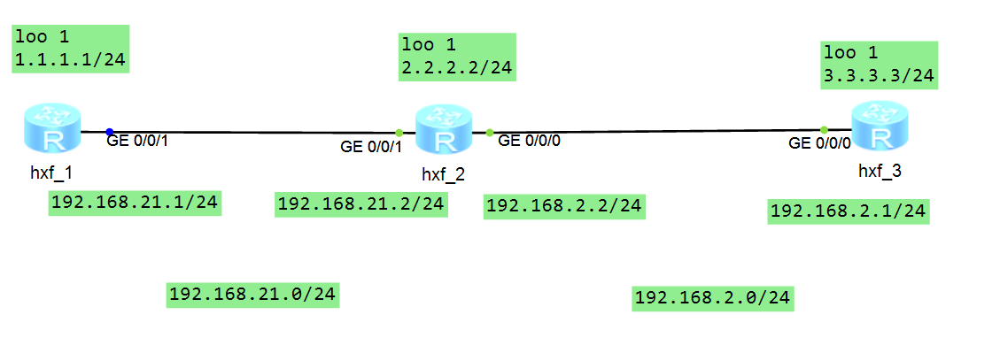 loo 1
1.1.1.1/24
loo 1
2.2.2.2/24
loo 1
3.3.3.3/24
R
R
R
GE 0/0/1
GE 0/0/1
GE 0/0/0
GE 0/0/0
hxf_1
hxf_2
hxf_3
192.168.21.1/24
192.168.21.2/24
192.168.2.2/24
192.168.2.1/24
192.168.21.0/24
192.168.2.0/24